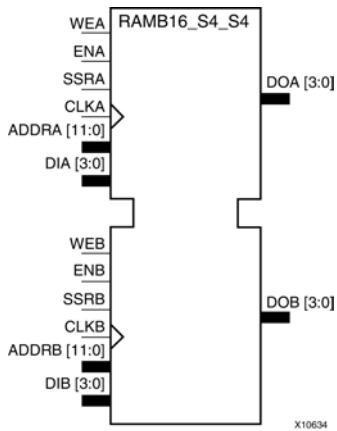 RAMB16_S4_S4
WEA
ENA
SSRA
CLKA
ADDRA [11:0]
DIA [3:0]
DOA [3:0]
WEB
ENB
SSRB
CLKB
ADDRB [11:0]
DIB [3:0]
DOB [3:0]
X10634